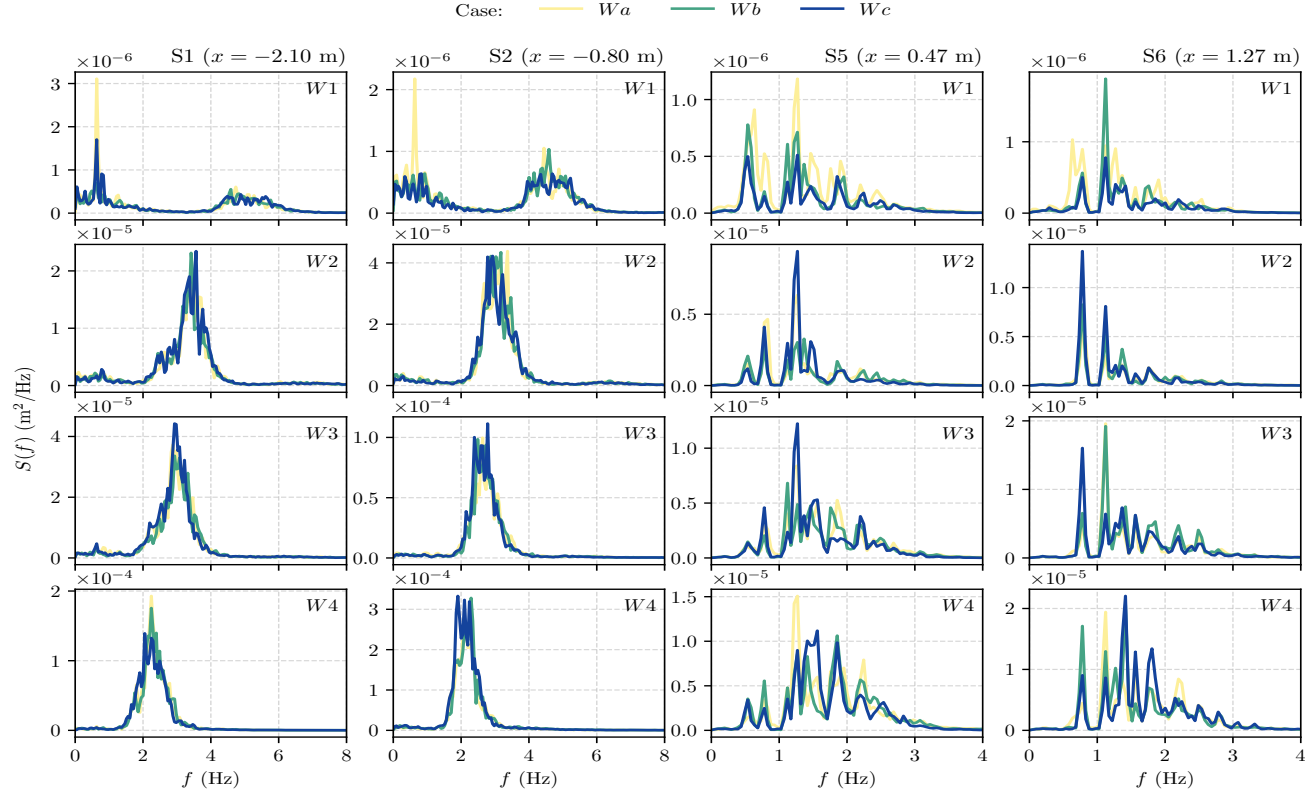 Case: Wa Wb Wc
×10⁻⁶ S1 (x = −2.10 m) ×10⁻⁶ S2 (x = −0.80 m) ×10⁻⁶ S5 (x = 0.47 m) ×10⁻⁶ S6 (x = 1.27 m)
W1 W1 W1 W1
3 2 1.0
2 1
1 1 0.5
0 0 0.0 0
×10⁻⁵ ×10⁻⁵ ×10⁻⁵ ×10⁻⁵
W2 W2 W2 W2
2 4 1.0
1 2 0.5 0.5
0 0 0.0 0.0
×10⁻⁵ ×10⁻⁴ ×10⁻⁵ ×10⁻⁵
W3 W3 W3 W3
4 1.0 1.0 2
2 0.5 0.5 1
0 0.0 0.0 0
×10⁻⁴ ×10⁻⁴ ×10⁻⁵ ×10⁻⁵
W4 W4 W4 W4
2 3 1.5 2
1 2 1.0 1
1 0.5
0 0 0.0 0
0 2 4 6 8 0 2 4 6 8 0 1 2 3 4 0 1 2 3 4
f (Hz) f (Hz) f (Hz) f (Hz)
S(f) (m²/Hz)